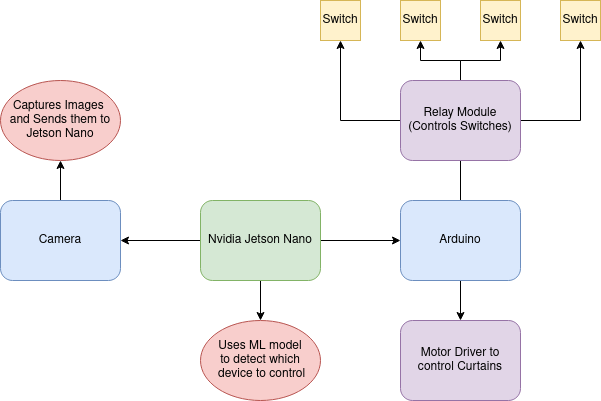 Switch
Switch
Switch
Switch
Captures Images
and Sends them to
Jetson Nano
Relay Module
(Controls Switches)
Camera
Nvidia Jetson Nano
Arduino
Uses ML model
to detect which
device to control
Motor Driver to
control Curtains